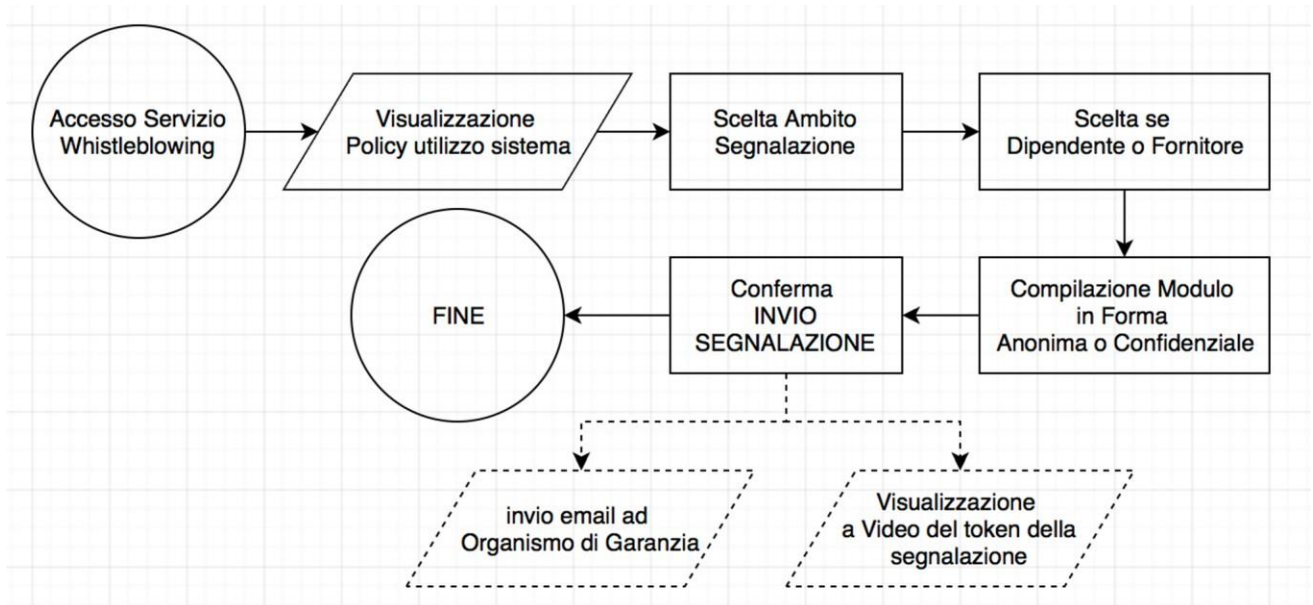 Accesso Servizio
Whistleblowing
Visualizzazione
Policy utilizzo sistema
Scelta Ambito
Segnalazione
Scelta se
Dipendente o Fornitore
Compilazione Modulo
in Forma
Anonima o Confidenziale
Conferma
INVIO
SEGNALAZIONE
FINE
invio email ad
Organismo di Garanzia
Visualizzazione
a Video del token della
segnalazione